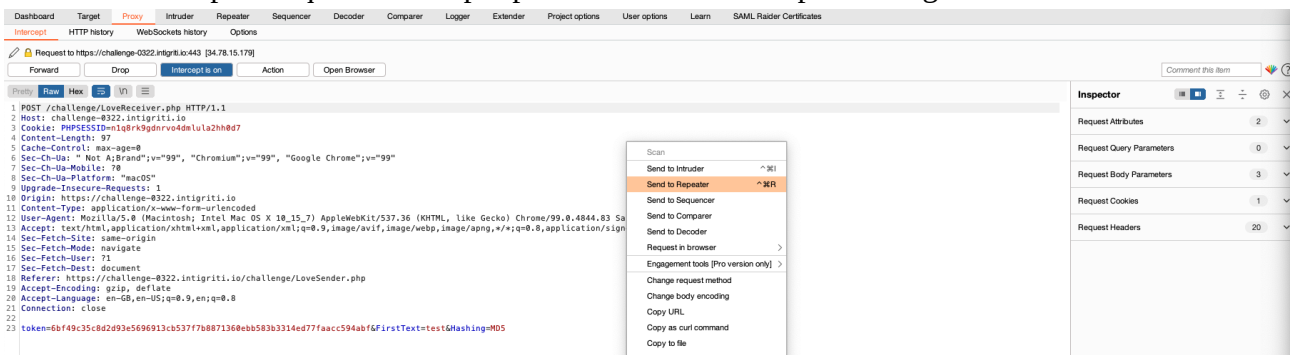 Dashboard Target Proxy Intruder Repeater Sequencer Decoder Comparer Logger Extender Project options User options Learn SAML Raider Certificates
Intercept HTTP history WebSockets history Options
Request to https://challenge-0322.intigriti.io:443 [34.78.15.179]
Forward Drop Intercept is on Action Open Browser Comment this item
Pretty Raw Hex \n
Inspector
1 POST /challenge/LoveReceiver.php HTTP/1.1
2 Host: challenge-0322.intigriti.io
3 Cookie: PHPSESSID=n1q8rk9gdnrvo4dmlula2hh0d7
4 Content-Length: 97
5 Cache-Control: max-age=0
6 Sec-Ch-Ua: " Not A;Brand";v="99", "Chromium";v="99", "Google Chrome";v="99"
7 Sec-Ch-Ua-Mobile: ?0
8 Sec-Ch-Ua-Platform: "macOS"
9 Upgrade-Insecure-Requests: 1
10 Origin: https://challenge-0322.intigriti.io
11 Content-Type: application/x-www-form-urlencoded
12 User-Agent: Mozilla/5.0 (Macintosh; Intel Mac OS X 10_15_7) AppleWebKit/537.36 (KHTML, like Gecko) Chrome/99.0.4844.83 Sa
13 Accept: text/html,application/xhtml+xml,application/xml;q=0.9,image/avif,image/webp,image/apng,*/*;q=0.8,application/sign
14 Sec-Fetch-Site: same-origin
15 Sec-Fetch-Mode: navigate
16 Sec-Fetch-User: ?1
17 Sec-Fetch-Dest: document
18 Referer: https://challenge-0322.intigriti.io/challenge/LoveSender.php
19 Accept-Encoding: gzip, deflate
20 Accept-Language: en-GB,en-US;q=0.9,en;q=0.8
21 Connection: close
22
23 token=6bf49c35c8d2d93e5696913cb537f7b8871360ebb583b3314ed77faacc594abf&FirstText=test&Hashing=MD5
Scan
Send to Intruder ^⌘I
Send to Repeater ^⌘R
Send to Sequencer
Send to Comparer
Send to Decoder
Request in browser >
Engagement tools [Pro version only] >
Change request method
Change body encoding
Copy URL
Copy as curl command
Copy to file
Request Attributes 2
Request Query Parameters 0
Request Body Parameters 3
Request Cookies 1
Request Headers 20